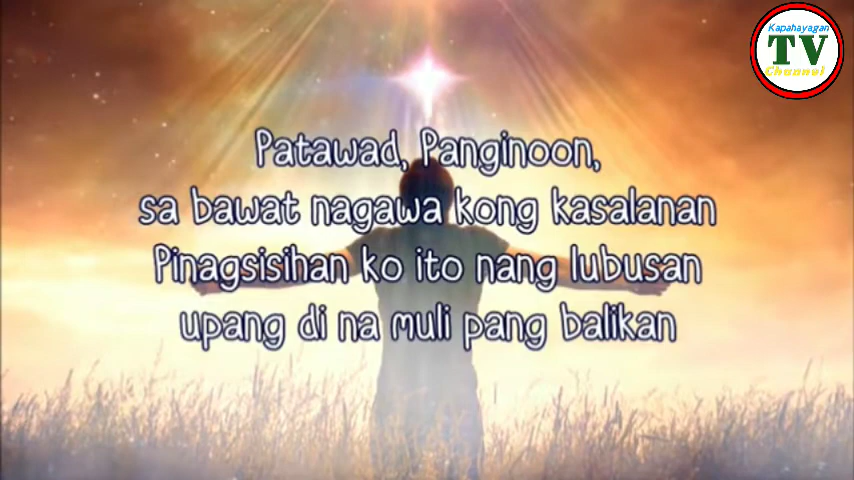 Kapahayagan
TV
Channel
Patawad, Panginoon,
sa bawat nagawa kong kasalanan
Pinagsisihan ko ito nang lubusan
upang di na muli pang balikan